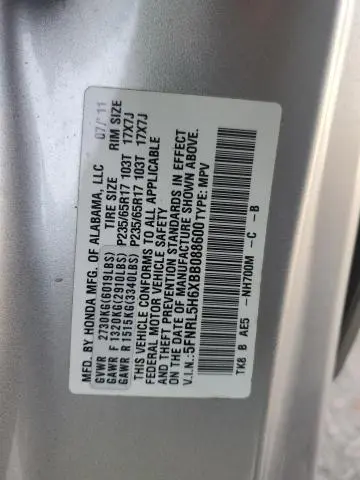 MFD. BY HONDA MFG. OF ALABAMA, LLC 07/11
TIRE SIZE RIM SIZE
GVWR 2730KG(6019LBS)
GAWR F 1320KG(2910LBS) P235/65R17 103T 17X7J
GAWR R 1515KG(3340LBS) P235/65R17 103T 17X7J
THIS VEHICLE CONFORMS TO ALL APPLICABLE
FEDERAL MOTOR VEHICLE SAFETY
AND THEFT PREVENTION STANDARDS IN EFFECT
ON THE DATE OF MANUFACTURE SHOWN ABOVE.
V.I.N.:5FNRL5H6XBB088600 TYPE: MPV
TK8 B AE5 -NH700M -C -B